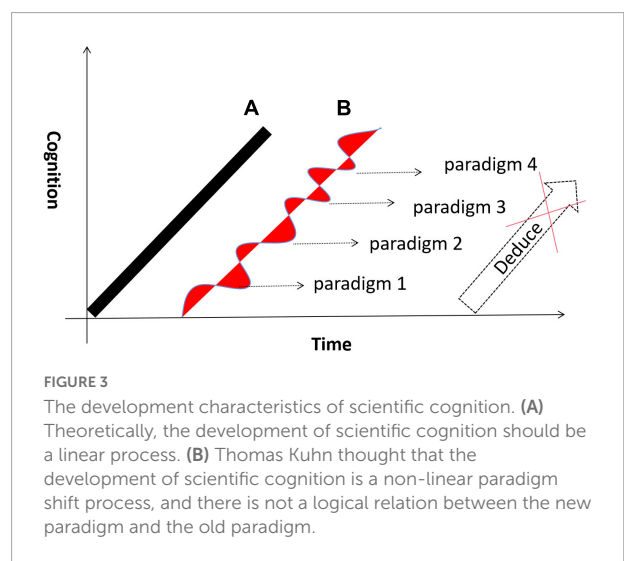 A
B
Cognition
paradigm 4
paradigm 3
paradigm 2
paradigm 1
Deduce
Time
FIGURE 3
The development characteristics of scientific cognition. (A)
Theoretically, the development of scientific cognition should be
a linear process. (B) Thomas Kuhn thought that the
development of scientific cognition is a non-linear paradigm
shift process, and there is not a logical relation between the new
paradigm and the old paradigm.